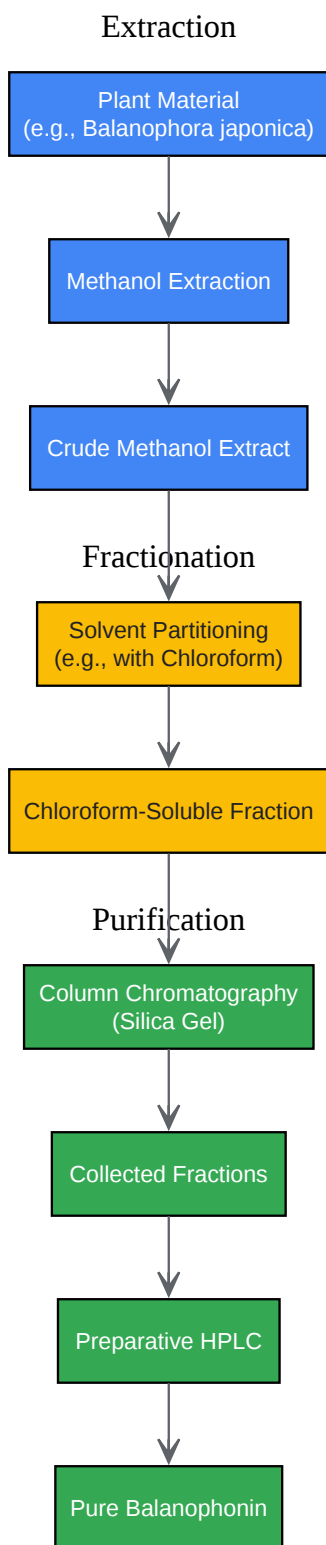 Extraction
Plant Material
(e.g., Balanophora japonica)
Methanol Extraction
Crude Methanol Extract
Fractionation
Solvent Partitioning
(e.g., with Chloroform)
Chloroform-Soluble Fraction
Purification
Column Chromatography
(Silica Gel)
Collected Fractions
Preparative HPLC
Pure Balanophonin